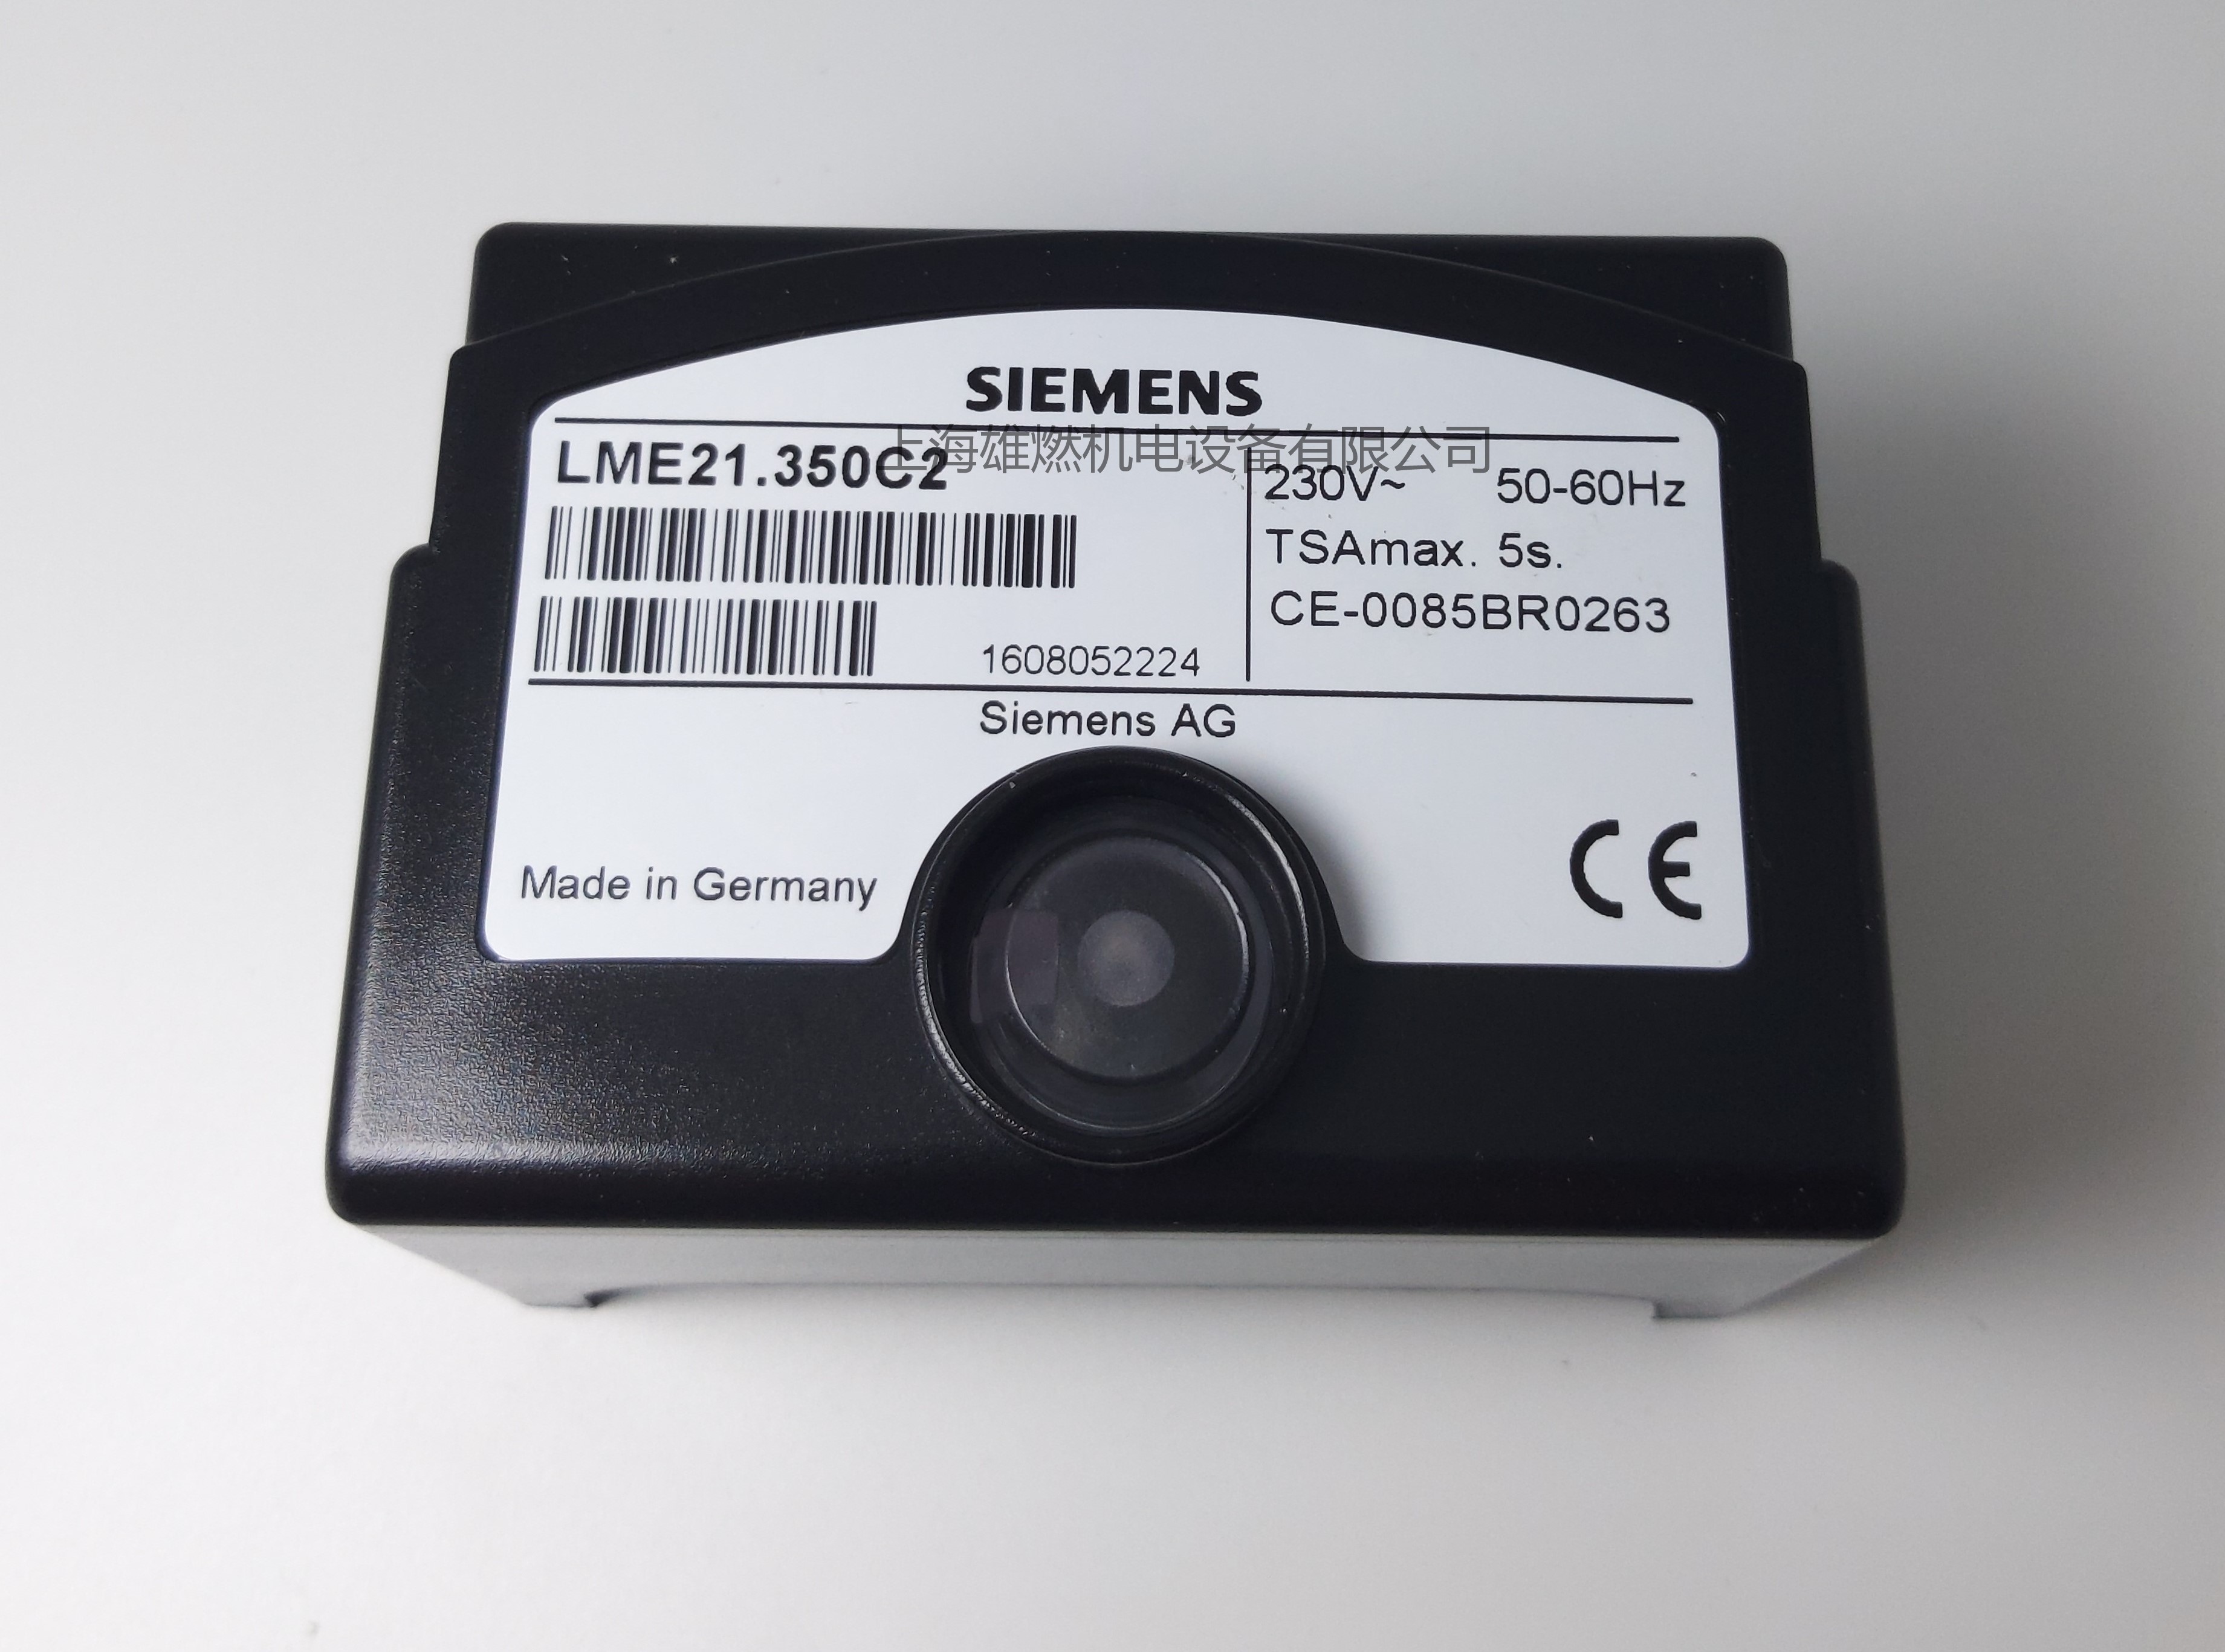 SIEMENS
上海雄燃机电设备有限公司
LME21.350C2
230V~ 50-60Hz
TSAmax. 5s.
CE-0085BR0263
1608052224
Siemens AG
Made in Germany
CE